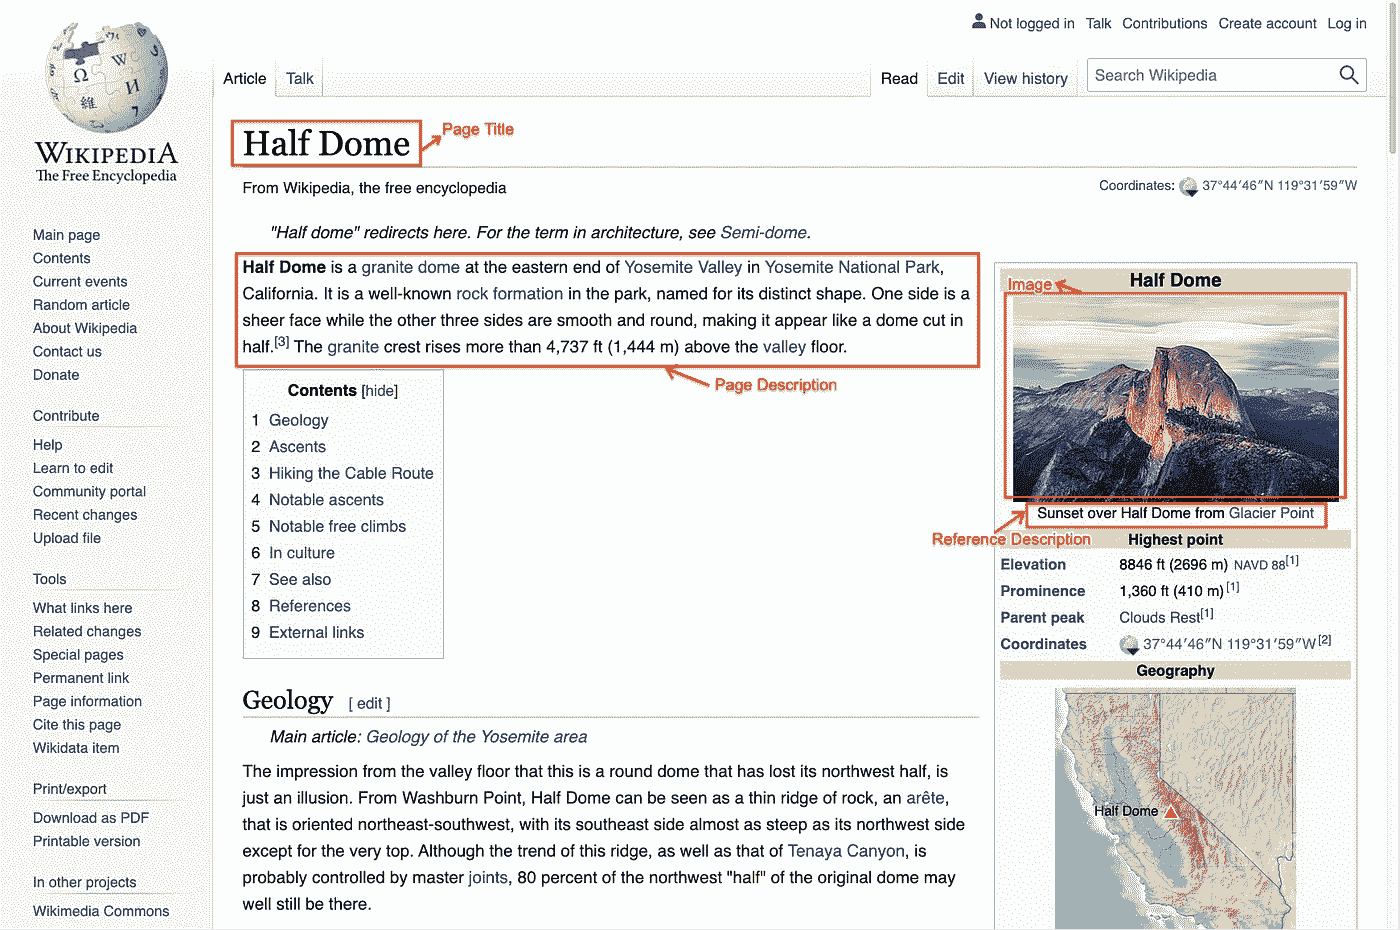 Not logged in Talk Contributions Create account Log in
Article Talk Read Edit View history Search Wikipedia
Ω W И 維 7
WIKIPEDIA
The Free Encyclopedia
Main page
Contents
Current events
Random article
About Wikipedia
Contact us
Donate
Contribute
Help
Learn to edit
Community portal
Recent changes
Upload file
Tools
What links here
Related changes
Special pages
Permanent link
Page information
Cite this page
Wikidata item
Print/export
Download as PDF
Printable version
In other projects
Wikimedia Commons
Half Dome
Page Title
From Wikipedia, the free encyclopedia
Coordinates: 37°44′46″N 119°31′59″W
"Half dome" redirects here. For the term in architecture, see Semi-dome.
Half Dome is a granite dome at the eastern end of Yosemite Valley in Yosemite National Park,
California. It is a well-known rock formation in the park, named for its distinct shape. One side is a
sheer face while the other three sides are smooth and round, making it appear like a dome cut in
half.[3] The granite crest rises more than 4,737 ft (1,444 m) above the valley floor.
Page Description
Contents [hide]
1 Geology
2 Ascents
3 Hiking the Cable Route
4 Notable ascents
5 Notable free climbs
6 In culture
7 See also
8 References
9 External links
Geology [ edit ]
Main article: Geology of the Yosemite area
The impression from the valley floor that this is a round dome that has lost its northwest half, is
just an illusion. From Washburn Point, Half Dome can be seen as a thin ridge of rock, an arête,
that is oriented northeast-southwest, with its southeast side almost as steep as its northwest side
except for the very top. Although the trend of this ridge, as well as that of Tenaya Canyon, is
probably controlled by master joints, 80 percent of the northwest "half" of the original dome may
well still be there.
Half Dome
Image
Sunset over Half Dome from Glacier Point
Reference Description
Highest point
Elevation 8846 ft (2696 m) NAVD 88[1]
Prominence 1,360 ft (410 m)[1]
Parent peak Clouds Rest[1]
Coordinates 37°44′46″N 119°31′59″W[2]
Geography
Half Dome